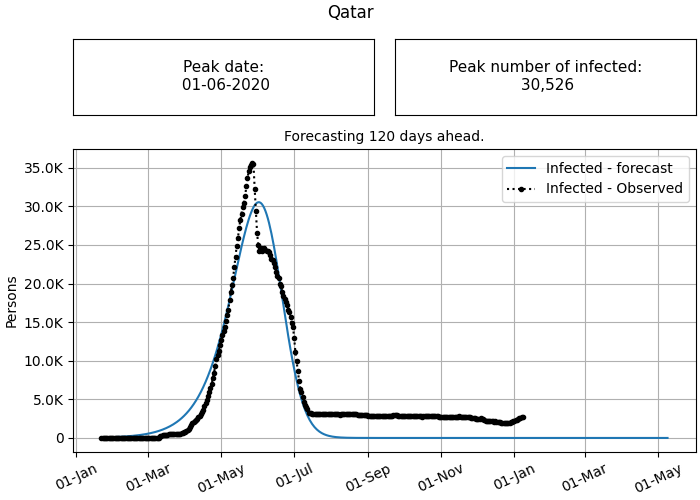 Qatar
Peak date:
01-06-2020
Peak number of infected:
30,526
Forecasting 120 days ahead.
Infected - forecast
Infected - Observed
Persons
35.0K
30.0K
25.0K
20.0K
15.0K
10.0K
5.0K
0
01-Jan
01-Mar
01-May
01-Jul
01-Sep
01-Nov
01-Jan
01-Mar
01-May